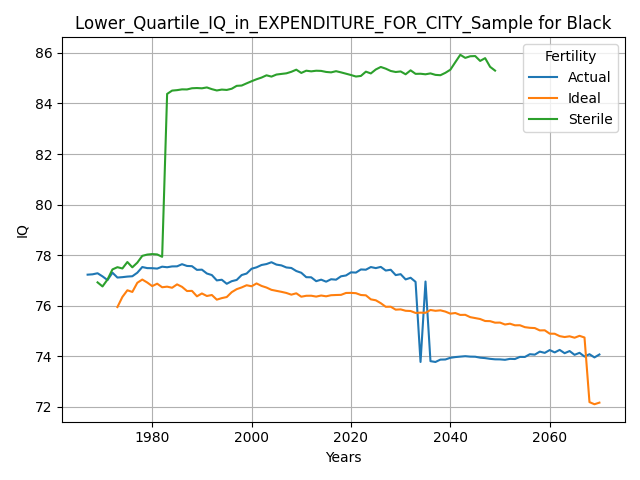 Lower_Quartile_IQ_in_EXPENDITURE_FOR_CITY_Sample for Black
Fertility
Actual
Ideal
Sterile
IQ
86
84
82
80
78
76
74
72
1980
2000
2020
2040
2060
Years